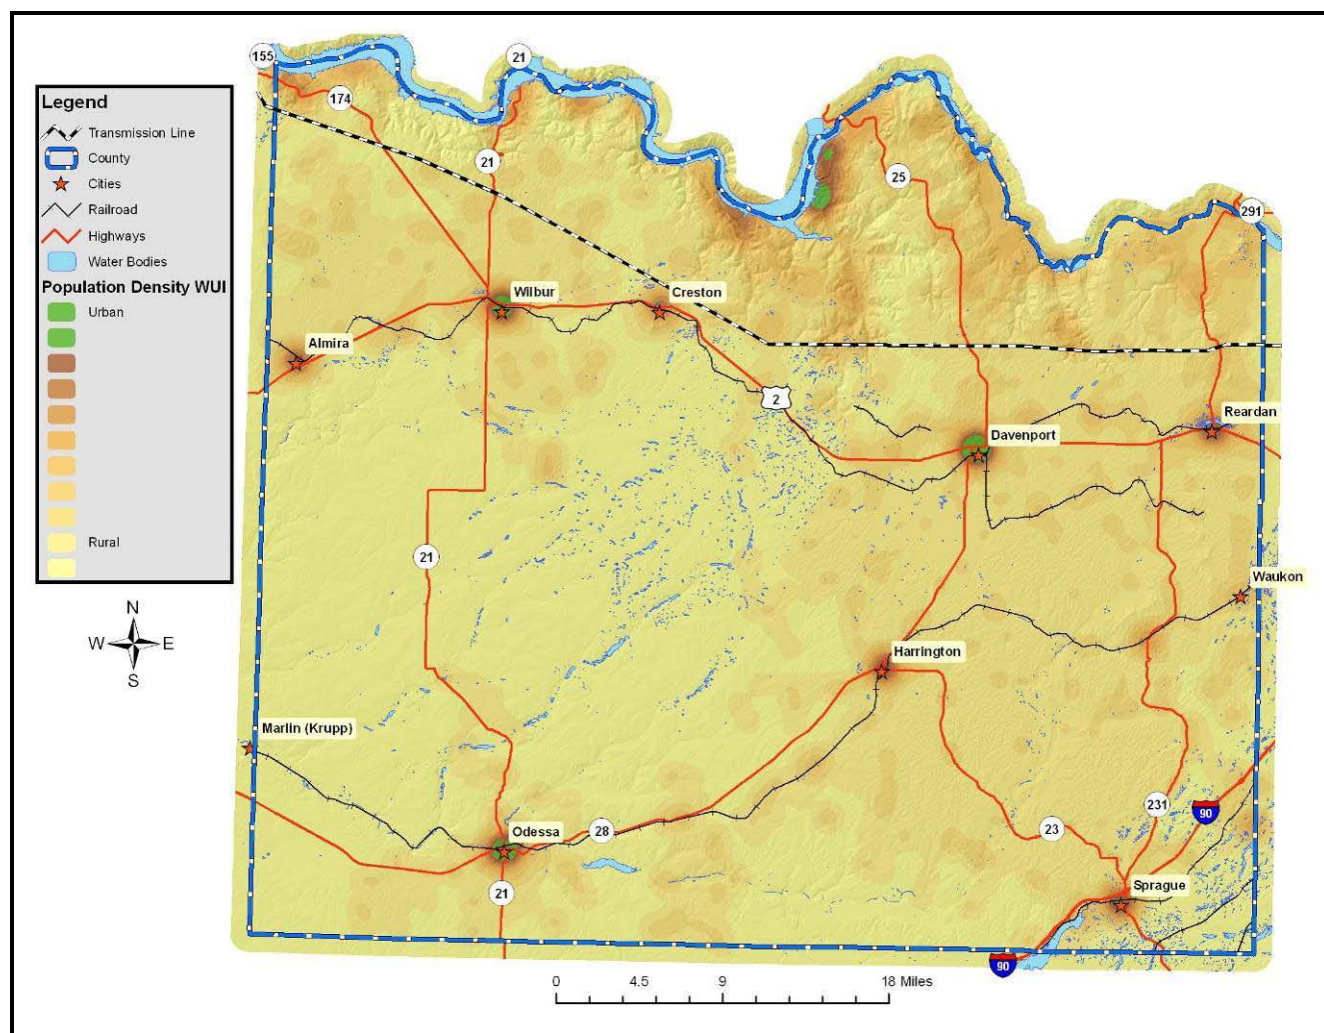 155
21
174
21
25
291
Legend
Transmission Line
County
Cities
Railroad
Highways
Water Bodies
Population Density WUI
Urban
Rural
Wilbur
Creston
Almira
2
Reardan
Davenport
21
Waukon
Harrington
Marlin (Krupp)
N
W E
S
Odessa
28
23
231
90
21
Sprague
90
0 4.5 9 18 Miles